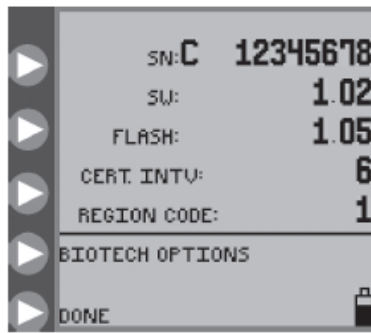 SN:C 12345678
SW: 1.02
FLASH: 1.05
CERT. INTV: 6
REGION CODE: 1
BIOTECH OPTIONS
DONE